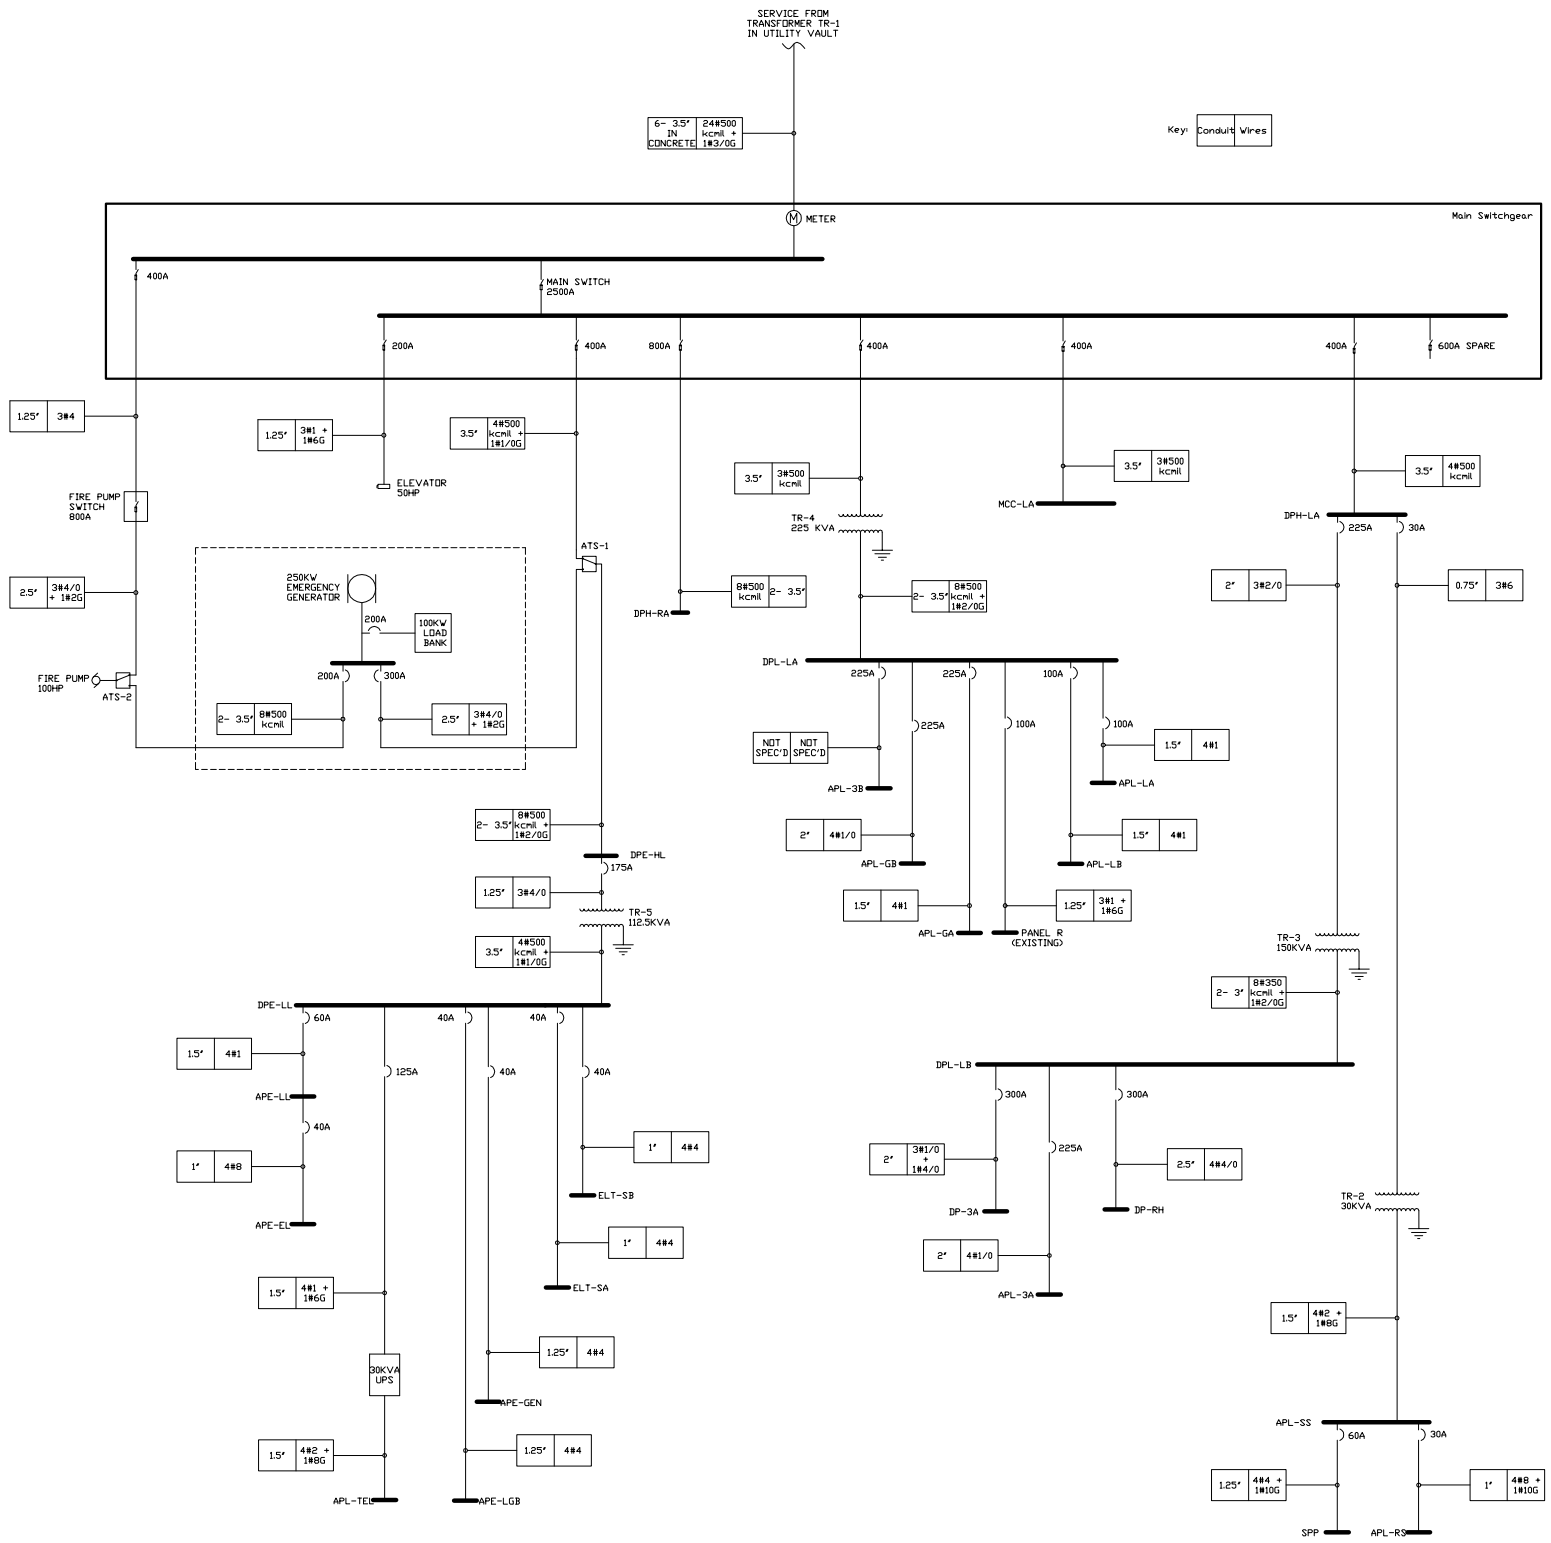 SERVICE FROM
TRANSFORMER TR-1
IN UTILITY VAULT
6- 3.5"
IN
CONCRETE
24#500
kcmil +
1#3/0G
Key:
Conduit
Wires
METER
M
Main Switchgear
400A
MAIN SWITCH
2500A
200A
400A
800A
400A
400A
400A
600A SPARE
1.25"
3#4
1.25"
3#1 +
1#6G
3.5"
4#500
kcmil +
1#1/0G
3.5"
3#500
kcmil
3.5"
3#500
kcmil
3.5"
4#500
kcmil
FIRE PUMP
SWITCH
800A
ELEVATOR
50HP
TR-4
225 KVA
MCC-LA
DPH-LA
225A
30A
ATS-1
2.5"
3#4/0
+ 1#2G
250KW
EMERGENCY
GENERATOR
200A
100KW
LOAD
BANK
DPH-RA
8#500
kcmil
2- 3.5"
2- 3.5"
8#500
kcmil +
1#2/0G
2"
3#2/0
0.75"
3#6
FIRE PUMP
100HP
ATS-2
200A
300A
2- 3.5"
8#500
kcmil
2.5"
3#4/0
+ 1#2G
DPL-LA
225A
225A
100A
225A
100A
100A
NOT
SPEC'D
NOT
SPEC'D
1.5"
4#1
APL-3B
APL-LA
2- 3.5"
8#500
kcmil +
1#2/0G
2"
4#1/0
1.5"
4#1
DPE-HL
175A
APL-GB
APL-LB
1.25"
3#4/0
1.5"
4#1
1.25"
3#1 +
1#6G
TR-5
112.5KVA
APL-GA
PANEL R
(EXISTING)
TR-3
150KVA
3.5"
4#500
kcmil +
1#1/0G
2- 3"
8#350
kcmil +
1#2/0G
DPE-LL
60A
40A
40A
125A
40A
40A
1.5"
4#1
APE-LL
40A
DPL-LB
300A
300A
225A
1"
4#8
1"
4#4
2"
3#1/0
+
1#4/0
2.5"
4#4/0
APE-EL
ELT-SB
DP-3A
DP-RH
TR-2
30KVA
1"
4#4
2"
4#1/0
1.5"
4#1 +
1#6G
ELT-SA
APL-3A
1.5"
4#2 +
1#8G
1.25"
4#4
30KVA
UPS
APE-GEN
APL-SS
60A
30A
1.5"
4#2 +
1#8G
1.25"
4#4
1.25"
4#4 +
1#10G
1"
4#8 +
1#10G
APL-TEL
APE-LGB
SPP
APL-RS